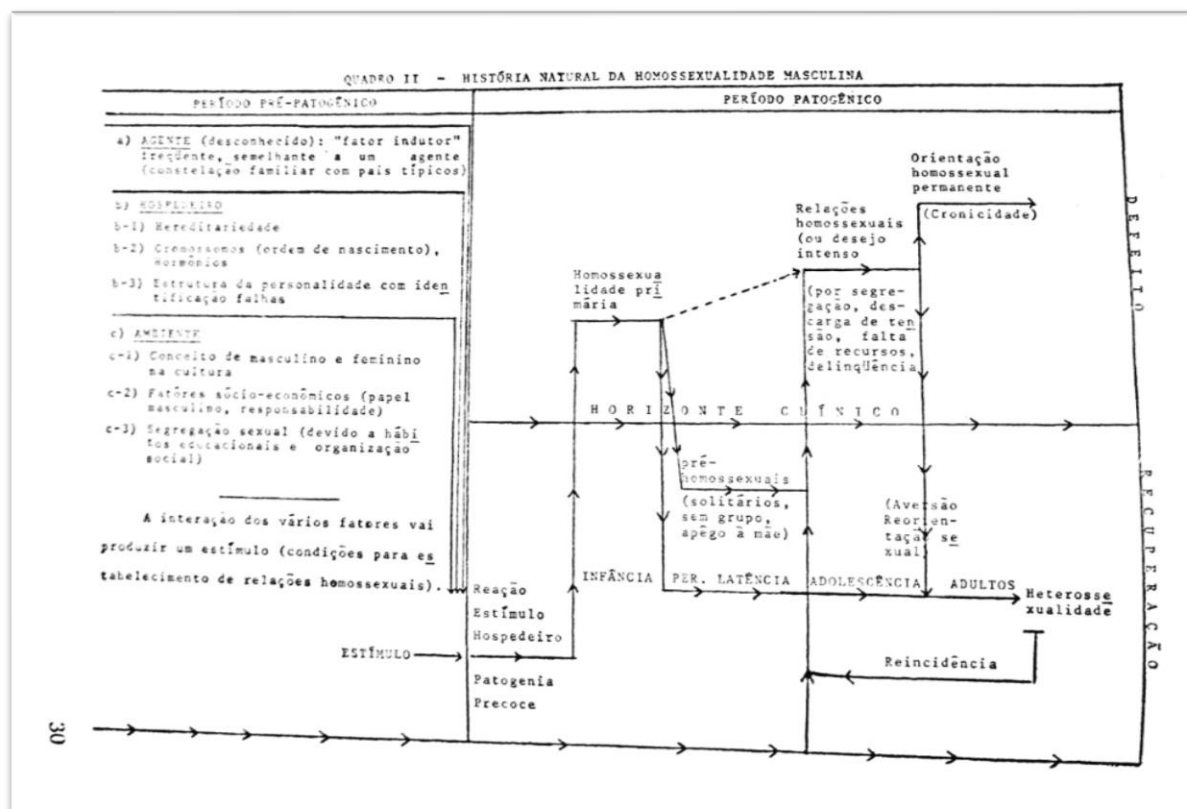 QUADRO II - HISTÓRIA NATURAL DA HOMOSSEXUALIDADE MASCULINA
PERÍODO PRÉ-PATOGÊNICO
a) AGENTE (desconhecido): "fator indutor"
freqüente, semelhante a um agente
(constelação familiar com pais típicos)
b) HOSPEDEIRO
b-1) Hereditariedade
b-2) Cromossomos (ordem de nascimento),
Hormônios
b-3) Estrutura da personalidade com iden
tificação falhas
c) AMBIENTE
c-1) Conceito de masculino e feminino
na cultura
c-2) Fatôres sócio-econômicos (papel
masculino, responsabilidade)
c-3) Segregação sexual (devido a hábi
tos educacionais e organização
social)
A interação dos vários fatores vai
produzir um estímulo (condições para es
tabelecimento de relações homossexuais).
ESTÍMULO
PERÍODO PATOGÊNICO
Reação
Estímulo
Hospedeiro
Patogenia
Precoce
Homossexua
lidade pri
mária
Relações
homossexuais
(ou desejo
intenso
(por segre-
gação, des
carga de ten
são, falta
de recursos,
delinqüência
Orientação
homossexual
permanente
(Cronicidade)
HORIZONTE CLÍNICO
pré-
homossexuais
(solitários,
sem grupo,
apêgo à mãe)
(Aversão
Reorien-
tação se
xual)
INFÂNCIA PER. LATÊNCIA ADOLESCÊNCIA ADULTOS
Heterosse
xualidade
Reincidência
DEFEITO
RECUPERAÇÃO
30